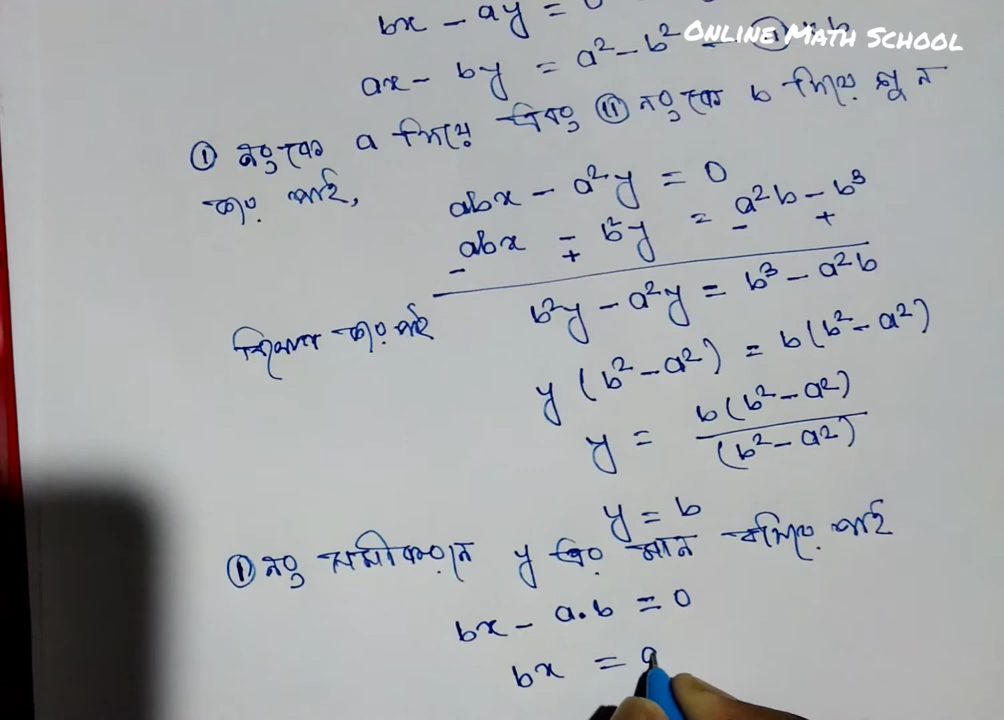 bx - ay = 0
ONLINE MATH SCHOOL
ax - by = a² - b²
① নং কে a দিয়ে এবং ⑪ নং কে b দিয়ে গুন
করে পাই,
abx - a²y = 0
abx - b²y = a²b - b³
- + - +
b²y - a²y = b³ - a²b
বিয়োগ করে পাই
y (b² - a²) = b(b² - a²)
y = b(b² - a²)
(b² - a²)
y = b
① নং সমীকরণে y এর মান বসিয়ে পাই
bx - a.b = 0
bx = a